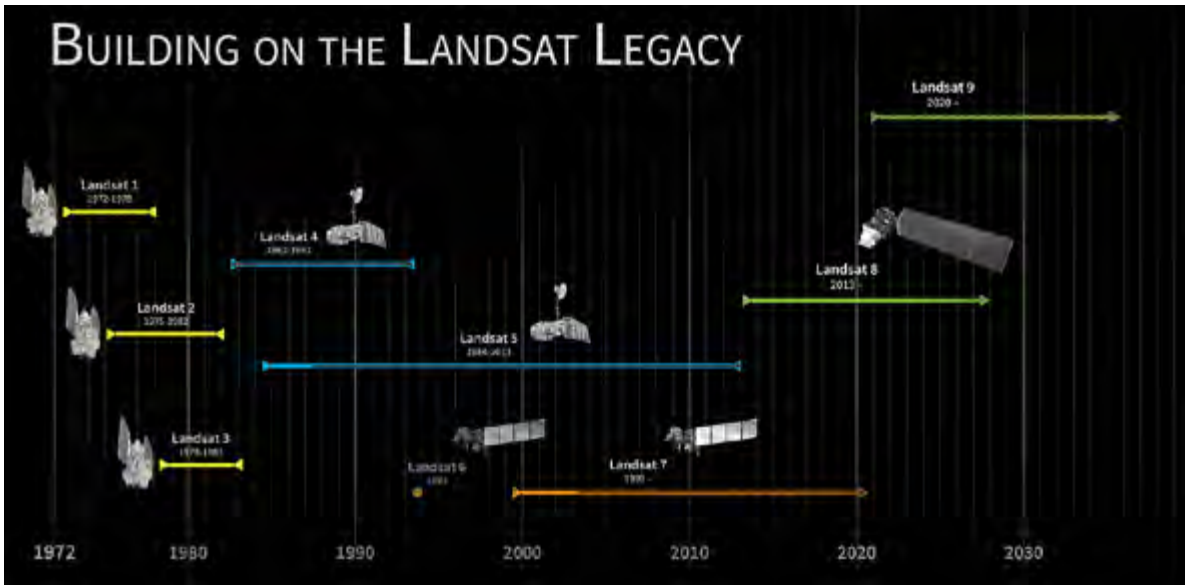 BUILDING ON THE LANDSAT LEGACY
Landsat 9
2020 -
Landsat 1
1972-1978
Landsat 4
Landsat 8
2013 -
Landsat 2
1975-1982
Landsat 5
1984-2013
Landsat 3
1978-1983
Landsat 6
1993
Landsat 7
1999 -
1972
1980
1990
2000
2010
2020
2030